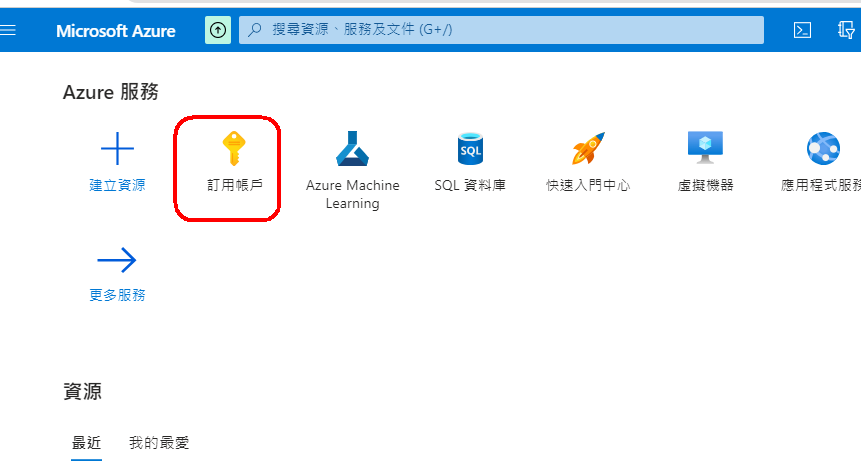 Microsoft Azure
搜尋資源、服務及文件 (G+/)
Azure 服務
建立資源
訂用帳戶
Azure Machine
Learning
SQL 資料庫
快速入門中心
虛擬機器
應用程式服務
SQL
更多服務
資源
最近
我的最愛